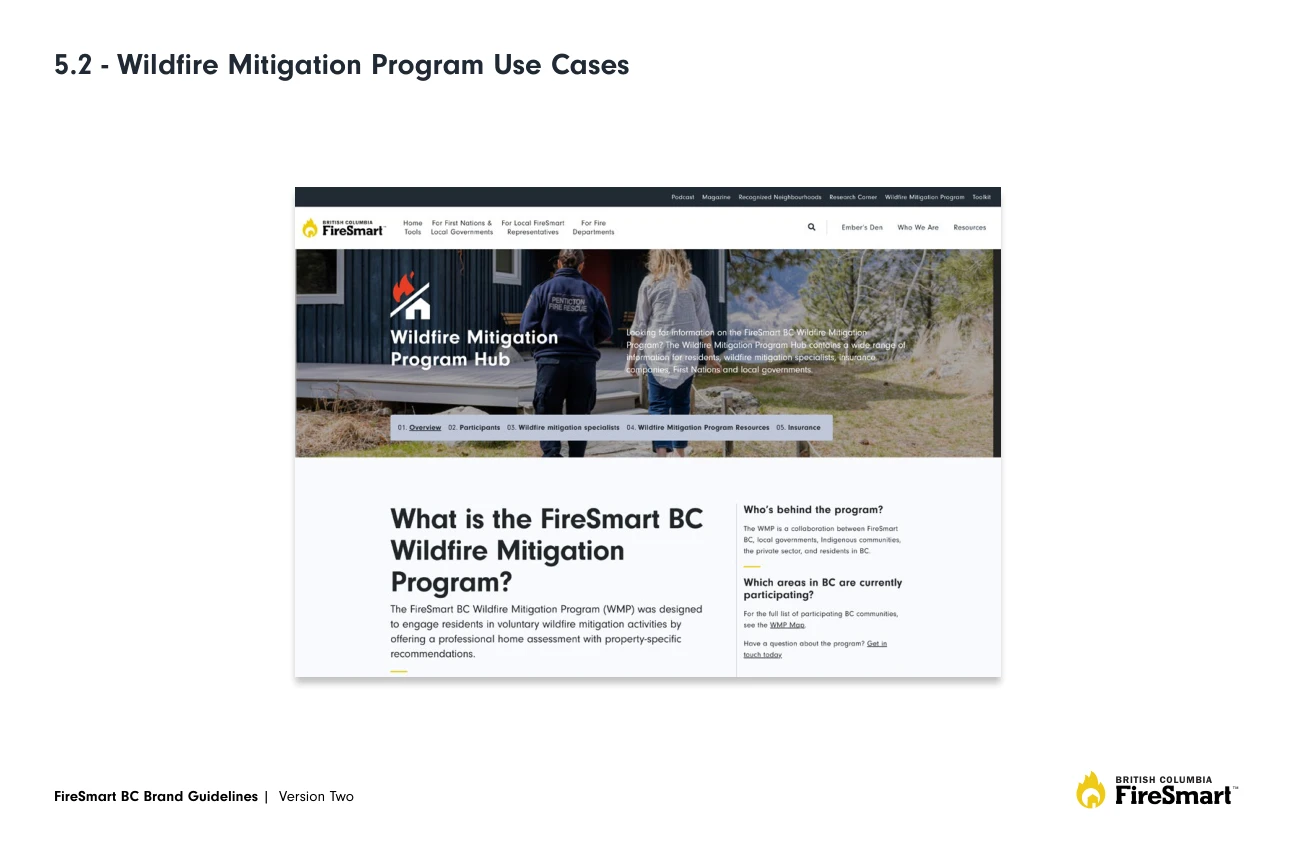 5.2 - Wildfire Mitigation Program Use Cases
Podcast Magazine Recognized Neighbourhoods Research Corner Wildfire Mitigation Program Toolkit
BRITISH COLUMBIA
FireSmart™
Home Tools
For First Nations & Local Governments
For Local FireSmart Representatives
For Fire Departments
Ember's Den Who We Are Resources
PENTICTON
FIRE RESCUE
Wildfire Mitigation
Program Hub
Looking for information on the FireSmart BC Wildfire Mitigation
Program? The Wildfire Mitigation Program Hub contains a wide range of
information for residents, wildfire mitigation specialists, insurance
companies, First Nations and local governments.
01. Overview 02. Participants 03. Wildfire mitigation specialists 04. Wildfire Mitigation Program Resources 05. Insurance
What is the FireSmart BC
Wildfire Mitigation
Program?
The FireSmart BC Wildfire Mitigation Program (WMP) was designed
to engage residents in voluntary wildfire mitigation activities by
offering a professional home assessment with property-specific
recommendations.
Who's behind the program?
The WMP is a collaboration between FireSmart
BC, local governments, Indigenous communities,
the private sector, and residents in BC.
Which areas in BC are currently
participating?
For the full list of participating BC communities,
see the WMP Map.
Have a question about the program? Get in
touch today
FireSmart BC Brand Guidelines | Version Two
BRITISH COLUMBIA
FireSmart™